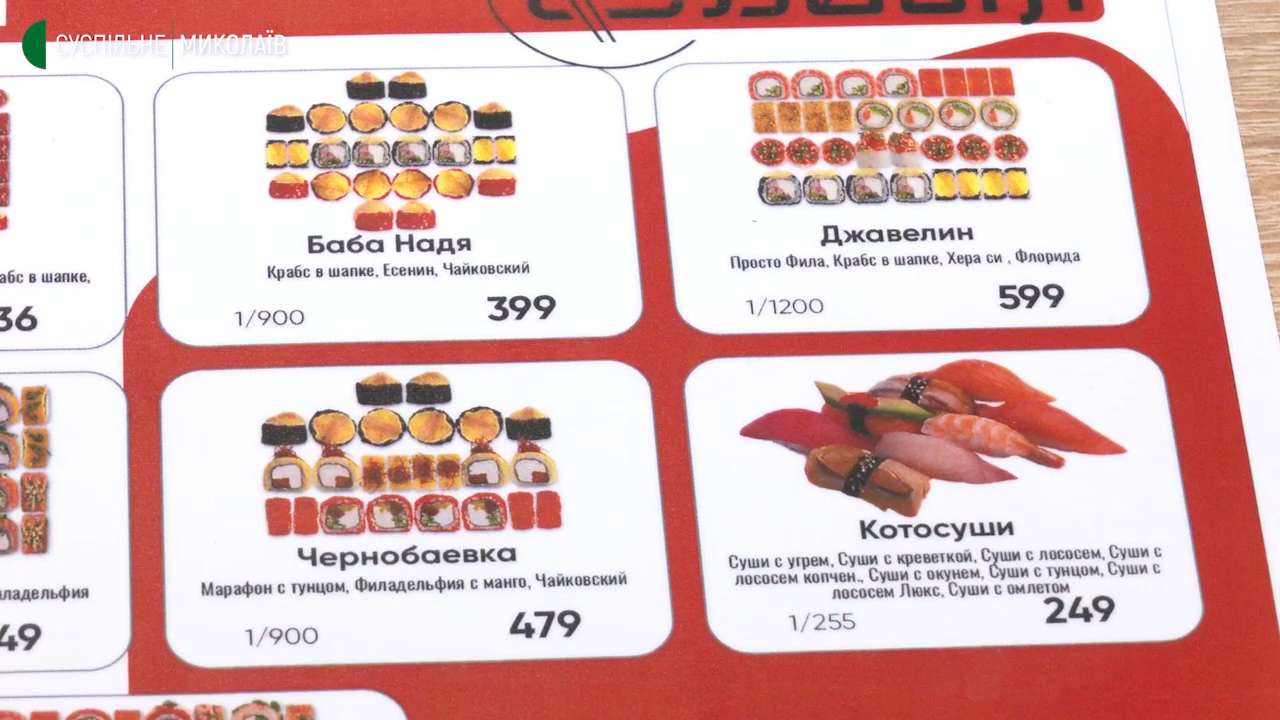 СУСПІЛЬНЕ МИКОЛАЇВ
Баба Надя
Крабс в шапке, Есенин, Чайковский
1/900
399
Джавелин
Просто Фила, Крабс в шапке, Хера си , Флорида
1/1200
599
в шапке,
36
Чернобаевка
Марафон с тунцом, Филадельфия с манго, Чайковский
1/900
479
Котосуши
Суши с угрем, Суши с креветкой, Суши с лососем, Суши с
лососем копчен., Суши с окунем, Суши с тунцом, Суши с
лососем Люкс, Суши с омлетом
1/255
249
49